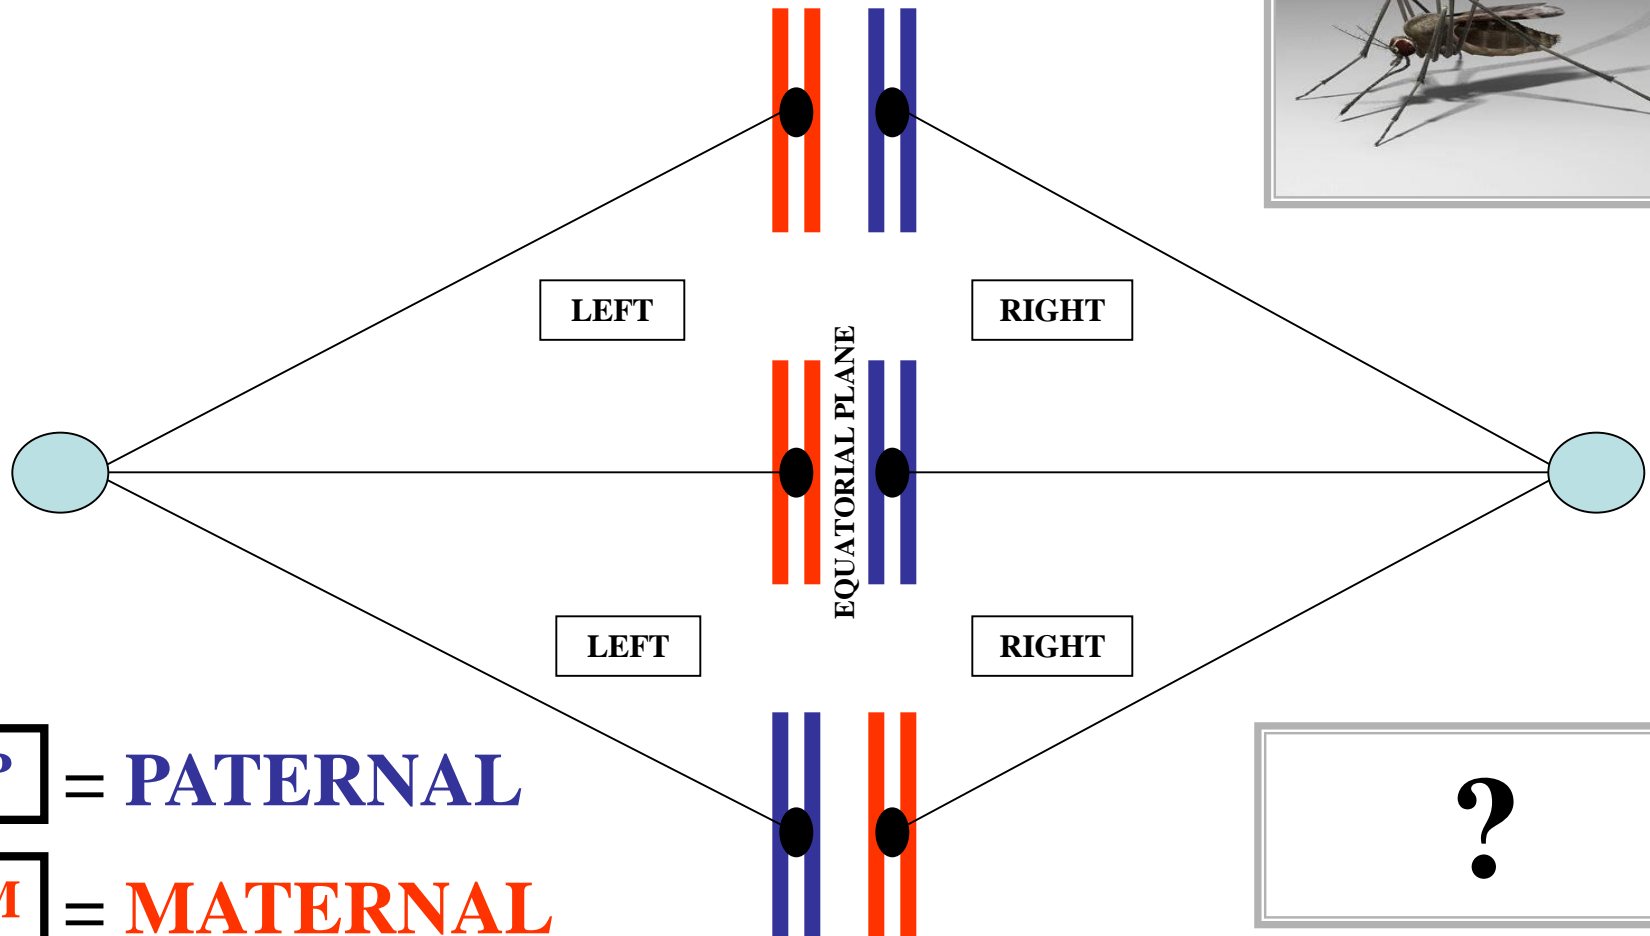 LEFT
RIGHT
EQUATORIAL PLANE
LEFT
RIGHT
P = PATERNAL
M = MATERNAL
?